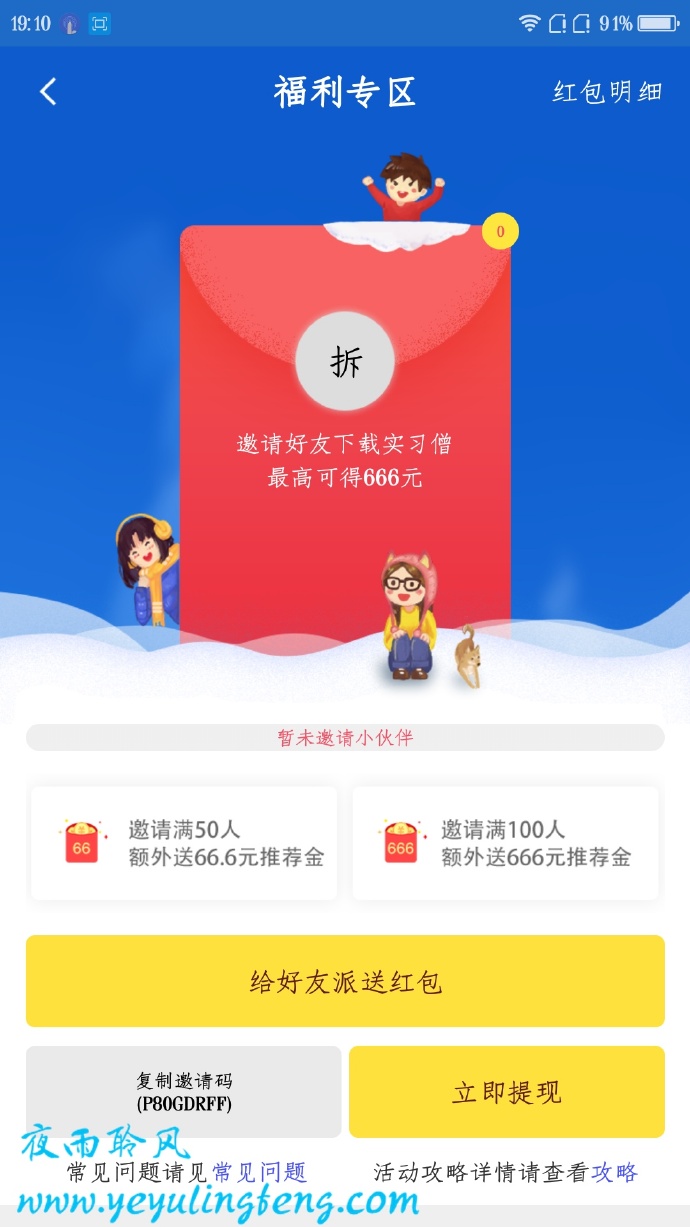 19:10 91%
福利专区 红包明细
0
拆
邀请好友下载实习僧
最高可得666元
暂未邀请小伙伴
66
邀请满50人
额外送66.6元推荐金
666
邀请满100人
额外送666元推荐金
给好友派送红包
复制邀请码
(P80GDRFF)
立即提现
夜雨聆风
常见问题请见常见问题
活动攻略详情请查看攻略
www.yeyulingfeng.com